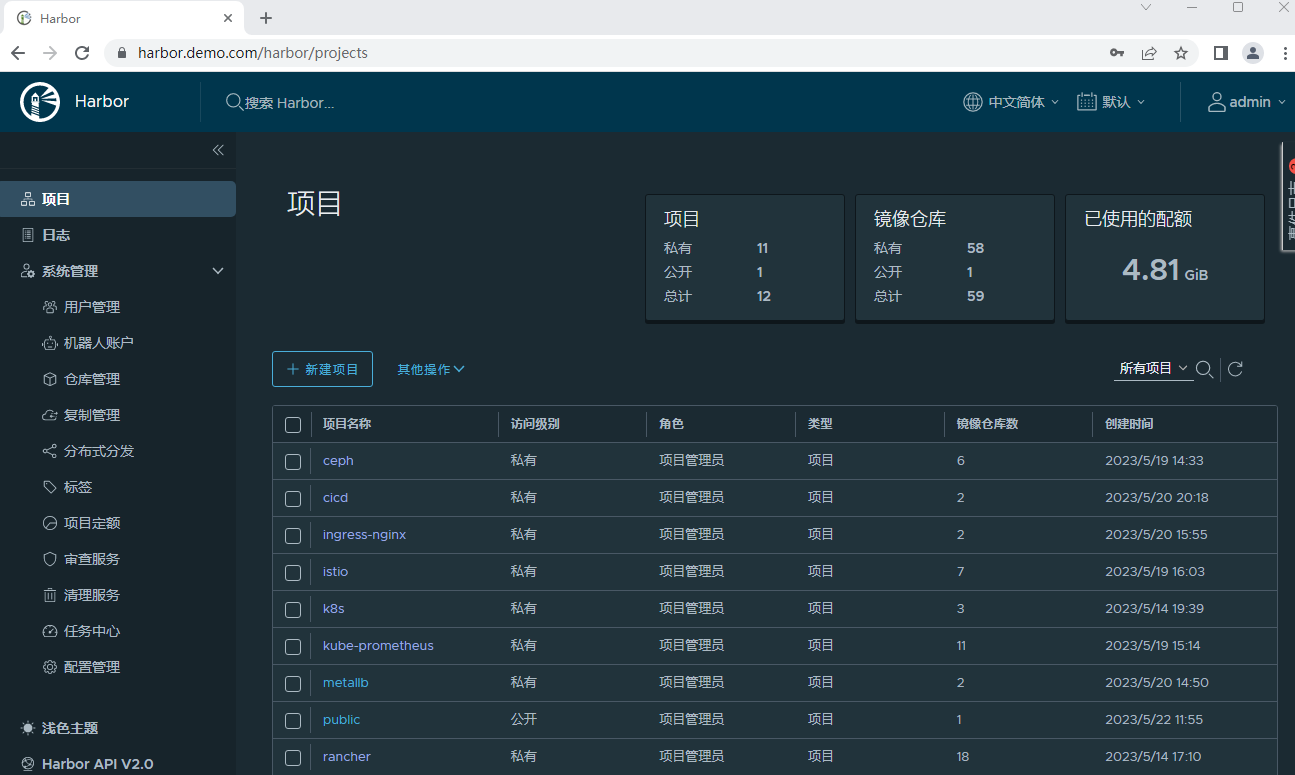 Harbor
harbor.demo.com/harbor/projects
Harbor
搜索 Harbor...
中文简体
默认
admin
项目
日志
系统管理
用户管理
机器人账户
仓库管理
复制管理
分布式分发
标签
项目定额
审查服务
清理服务
任务中心
配置管理
浅色主题
Harbor API V2.0
项目
项目
私有 11
公开 1
总计 12
镜像仓库
私有 58
公开 1
总计 59
已使用的配额
4.81 GiB
新建项目
其他操作
所有项目
项目名称 访问级别 角色 类型 镜像仓库数 创建时间
ceph 私有 项目管理员 项目 6 2023/5/19 14:33
cicd 私有 项目管理员 项目 2 2023/5/20 20:18
ingress-nginx 私有 项目管理员 项目 2 2023/5/20 15:55
istio 私有 项目管理员 项目 7 2023/5/19 16:03
k8s 私有 项目管理员 项目 3 2023/5/14 19:39
kube-prometheus 私有 项目管理员 项目 11 2023/5/19 15:14
metallb 私有 项目管理员 项目 2 2023/5/20 14:50
public 公开 项目管理员 项目 1 2023/5/22 11:55
rancher 私有 项目管理员 项目 18 2023/5/14 17:10